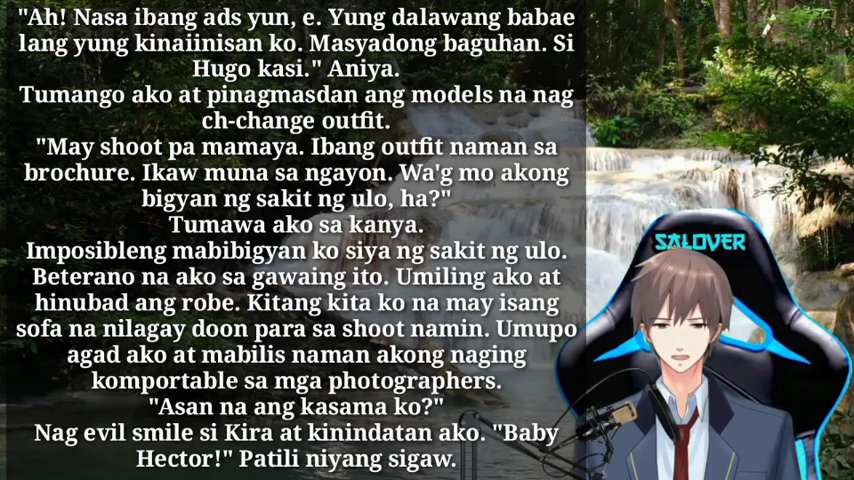 "Ah! Nasa ibang ads yun, e. Yung dalawang babae
lang yung kinaiinisan ko. Masyadong baguhan. Si
Hugo kasi." Aniya.
Tumango ako at pinagmasdan ang models na nag
ch-change outfit.
"May shoot pa mamaya. Ibang outfit naman sa
brochure. Ikaw muna sa ngayon. Wa'g mo akong
bigyan ng sakit ng ulo, ha?"
Tumawa ako sa kanya.
Imposibleng mabibigyan ko siya ng sakit ng ulo.
Beterano na ako sa gawaing ito. Umiling ako at
hinubad ang robe. Kitang kita ko na may isang
sofa na nilagay doon para sa shoot namin. Umupo
agad ako at mabilis naman akong naging
komportable sa mga photographers.
"Asan na ang kasama ko?"
Nag evil smile si Kira at kinindatan ako. "Baby
Hector!" Patili niyang sigaw.
SALOVER